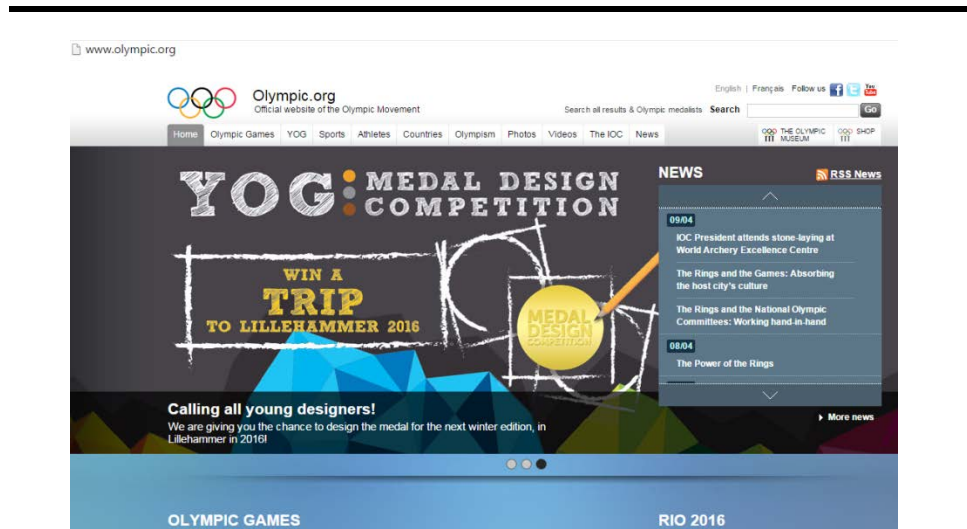 www.olympic.org
Olympic.org
Official website of the Olympic Movement
English | Français Follow us
You Tube
Search all results & Olympic medalists Search Go
Home Olympic Games YOG Sports Athletes Countries Olympism Photos Videos The IOC News
THE OLYMPIC MUSEUM
SHOP
YOG: MEDAL DESIGN
COMPETITION
WIN A
TRIP
TO LILLEHAMMER 2016
MEDAL
DESIGN
COMPETITION
Calling all young designers!
We are giving you the chance to design the medal for the next winter edition, in
Lillehammer in 2016!
NEWS
RSS News
09/04
IOC President attends stone-laying at
World Archery Excellence Centre
The Rings and the Games: Absorbing
the host city's culture
The Rings and the National Olympic
Committees: Working hand-in-hand
08/04
The Power of the Rings
More news
OLYMPIC GAMES
RIO 2016